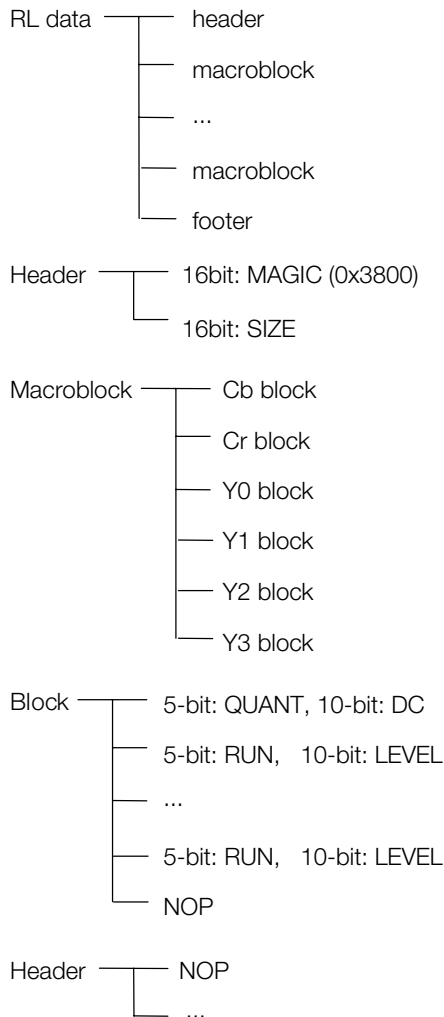 RL data header
macroblock
...
macroblock
footer
Header 16bit: MAGIC (0x3800)
16bit: SIZE
Macroblock Cb block
Cr block
Y0 block
Y1 block
Y2 block
Y3 block
Block 5-bit: QUANT, 10-bit: DC
5-bit: RUN, 10-bit: LEVEL
...
5-bit: RUN, 10-bit: LEVEL
NOP
Header NOP
...